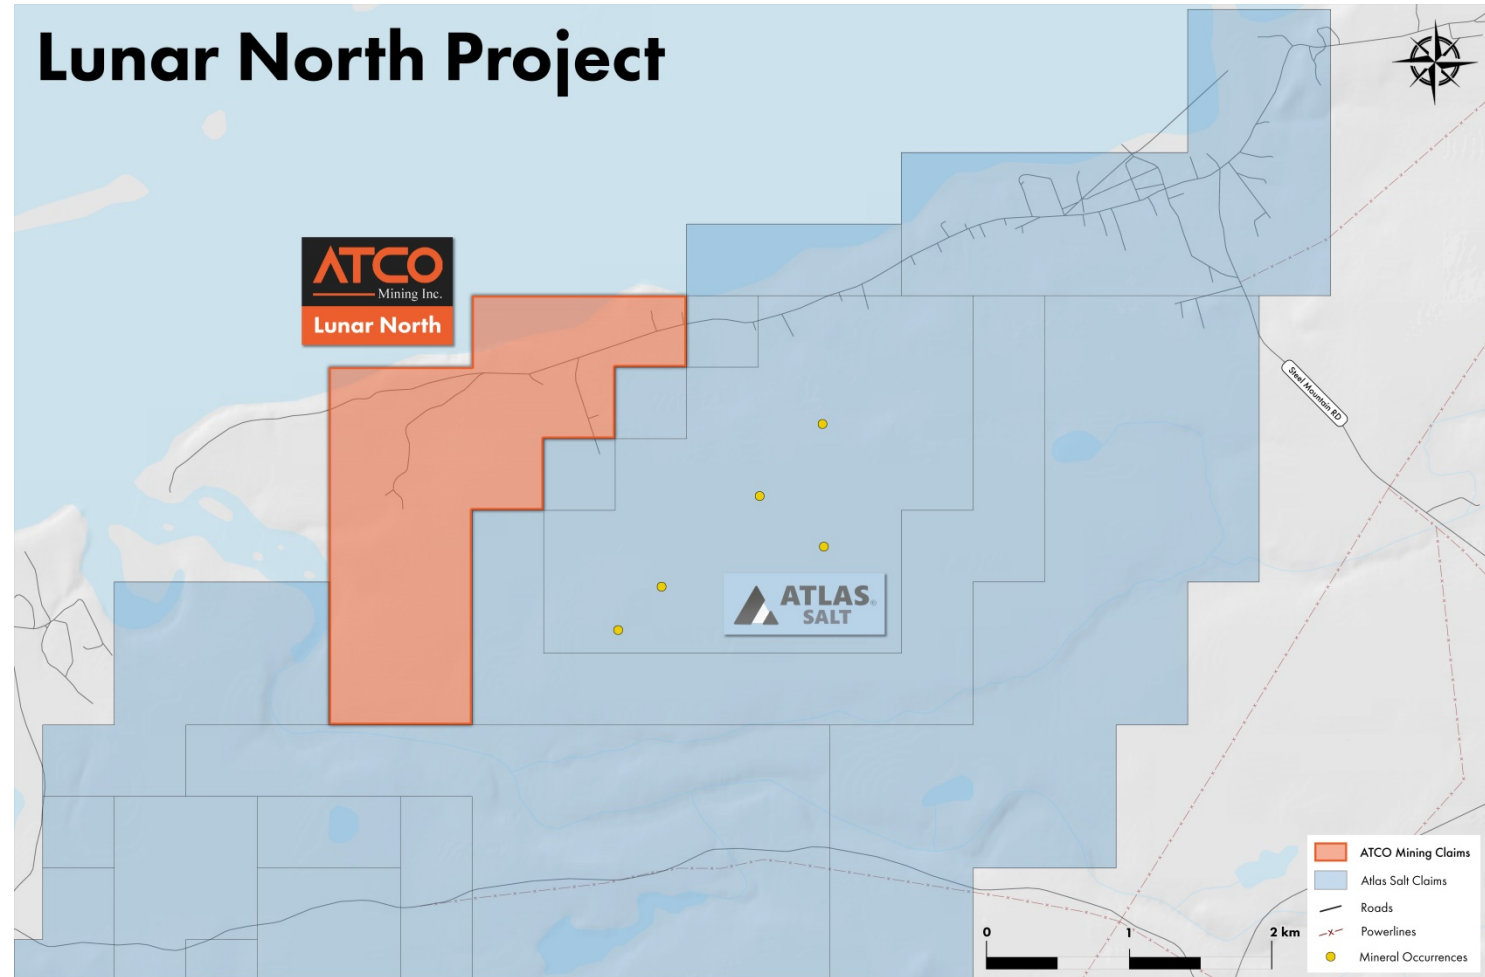 Lunar North Project
ATCO
Mining Inc.
Lunar North
Steel Mountain RD
ATLAS®
SALT
ATCO Mining Claims
Atlas Salt Claims
Roads
Powerlines
Mineral Occurrences
0 1 2 km